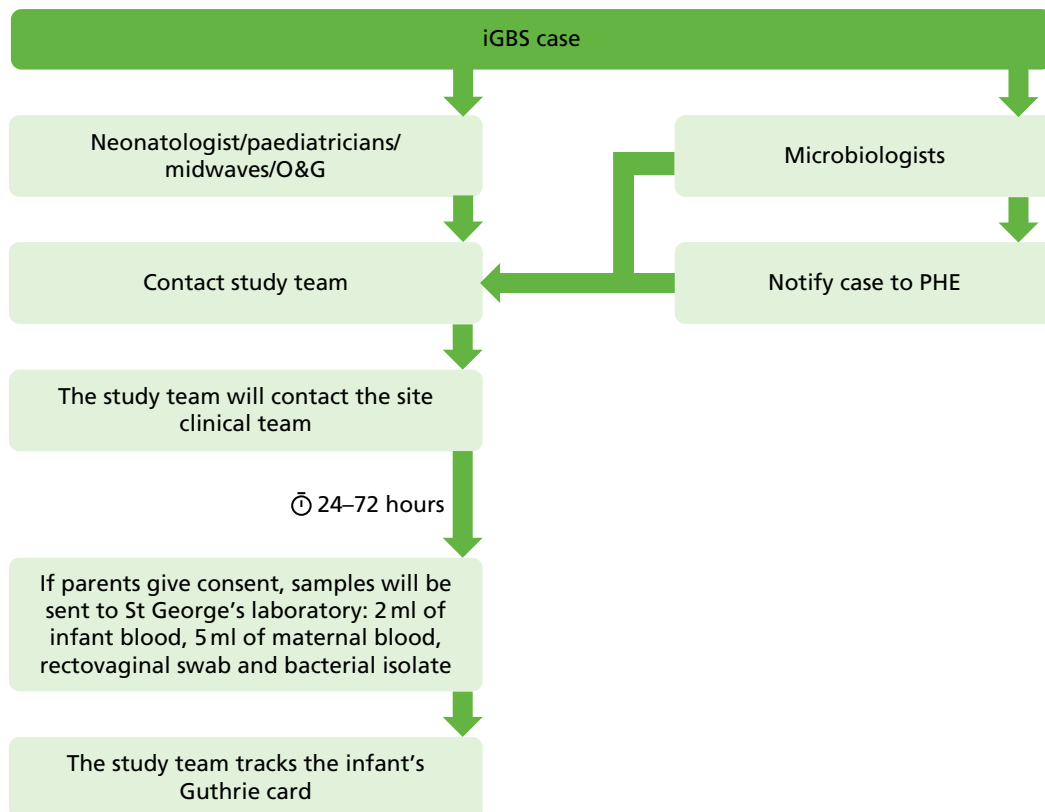 iGBS case
Neonatologist/paediatricians/
midwaves/O&G
Microbiologists
Contact study team
Notify case to PHE
The study team will contact the site
clinical team
24–72 hours
If parents give consent, samples will be
sent to St George’s laboratory: 2 ml of
infant blood, 5 ml of maternal blood,
rectovaginal swab and bacterial isolate
The study team tracks the infant’s
Guthrie card